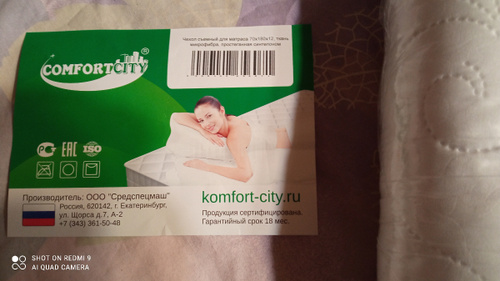 COMFORTCITY®
Чехол съемный для матраса 70х160х12, ткань
микрофибра, простеганная синтепоном
EAC ISO
Производитель: ООО "Средспецмаш"
Россия, 620142, г. Екатеринбург,
ул. Щорса д.7, А-2
+7 (343) 361-50-48
komfort-city.ru
Продукция сертифицирована.
Гарантийный срок 18 мес.
SHOT ON REDMI 9
AI QUAD CAMERA